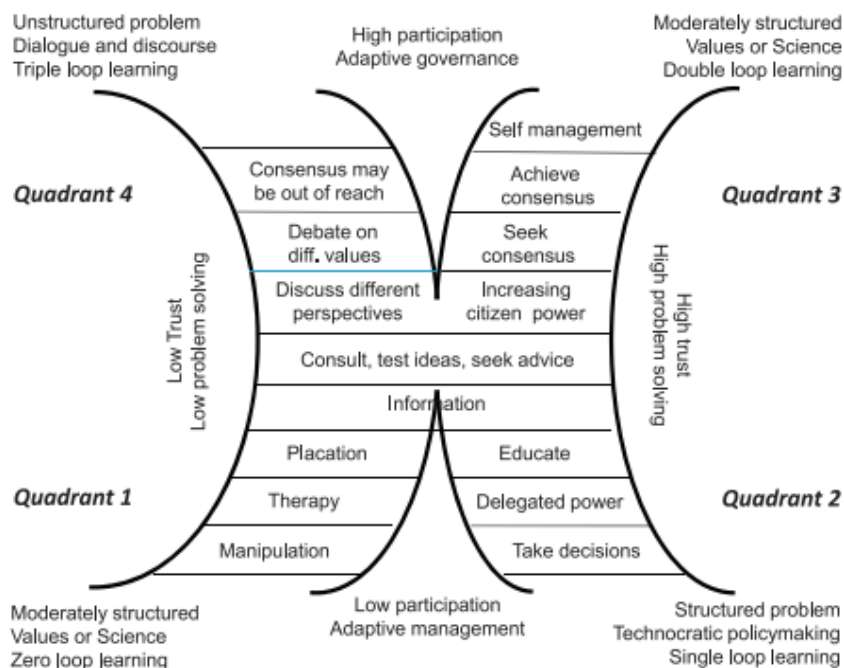 Unstructured problem
Dialogue and discourse
Triple loop learning
High participation
Adaptive governance
Moderately structured
Values or Science
Double loop learning
Quadrant 4
Quadrant 3
Self management
Consensus may
be out of reach
Achieve
consensus
Debate on
diff. values
Seek
consensus
Discuss different
perspectives
Increasing
citizen power
Low Trust
Low problem solving
High trust
High problem solving
Consult, test ideas, seek advice
Information
Placation
Educate
Quadrant 1
Quadrant 2
Therapy
Delegated power
Manipulation
Take decisions
Moderately structured
Values or Science
Zero loop learning
Low participation
Adaptive management
Structured problem
Technocratic policymaking
Single loop learning